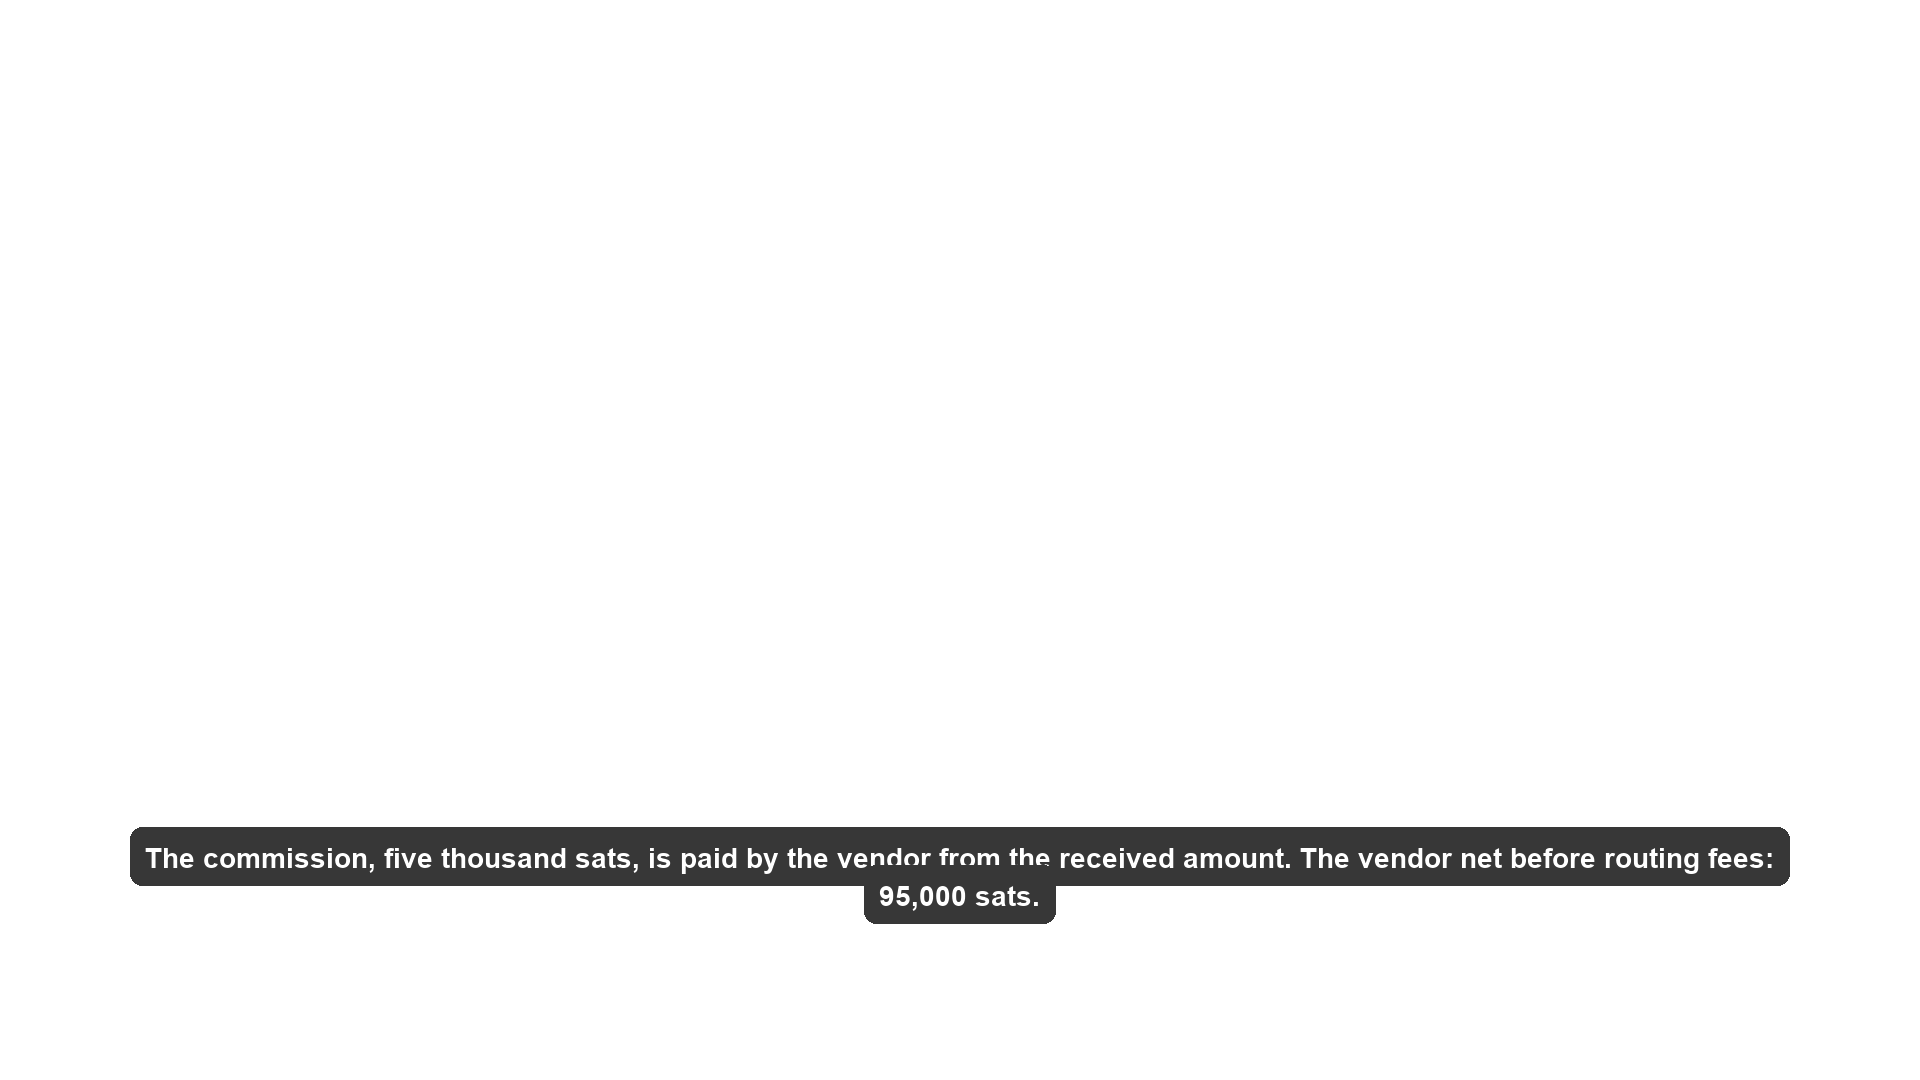 The commission, five thousand sats, is paid by the vendor from the received amount. The vendor net before routing fees:
95,000 sats.